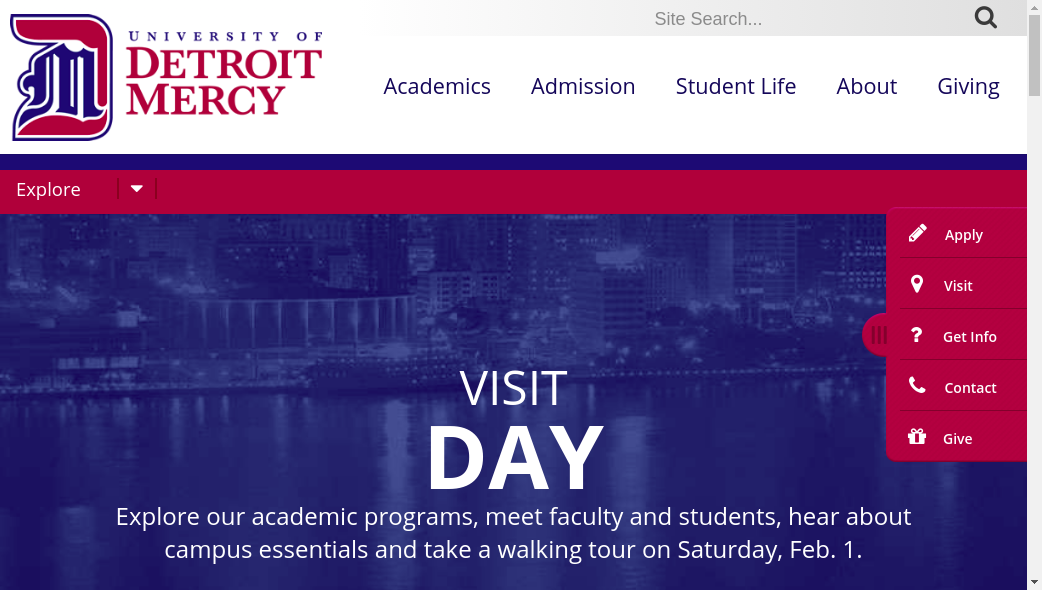 Site Search...
UNIVERSITY OF
DETROIT
MERCY
Academics
Admission
Student Life
About
Giving
Explore
Apply
Visit
Get Info
Contact
Give
VISIT
DAY
Explore our academic programs, meet faculty and students, hear about
campus essentials and take a walking tour on Saturday, Feb. 1.